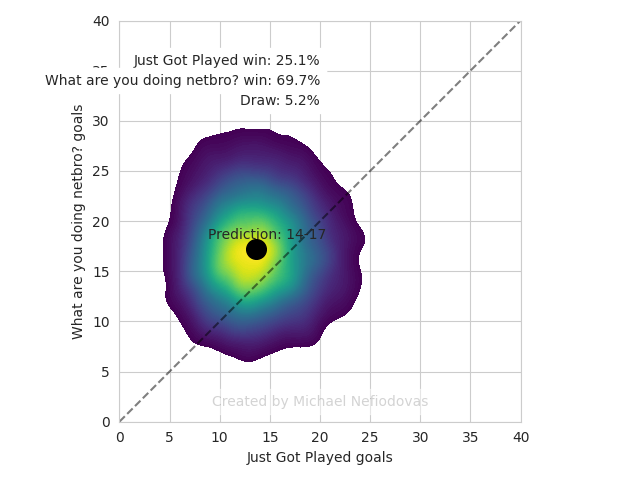 40
35
30
25
20
15
10
5
0
What are you doing netbro? goals
Just Got Played win: 25.1%
What are you doing netbro? win: 69.7%
Draw: 5.2%
Prediction: 14-17
Created by Michael Nefiodovas
0 5 10 15 20 25 30 35 40
Just Got Played goals